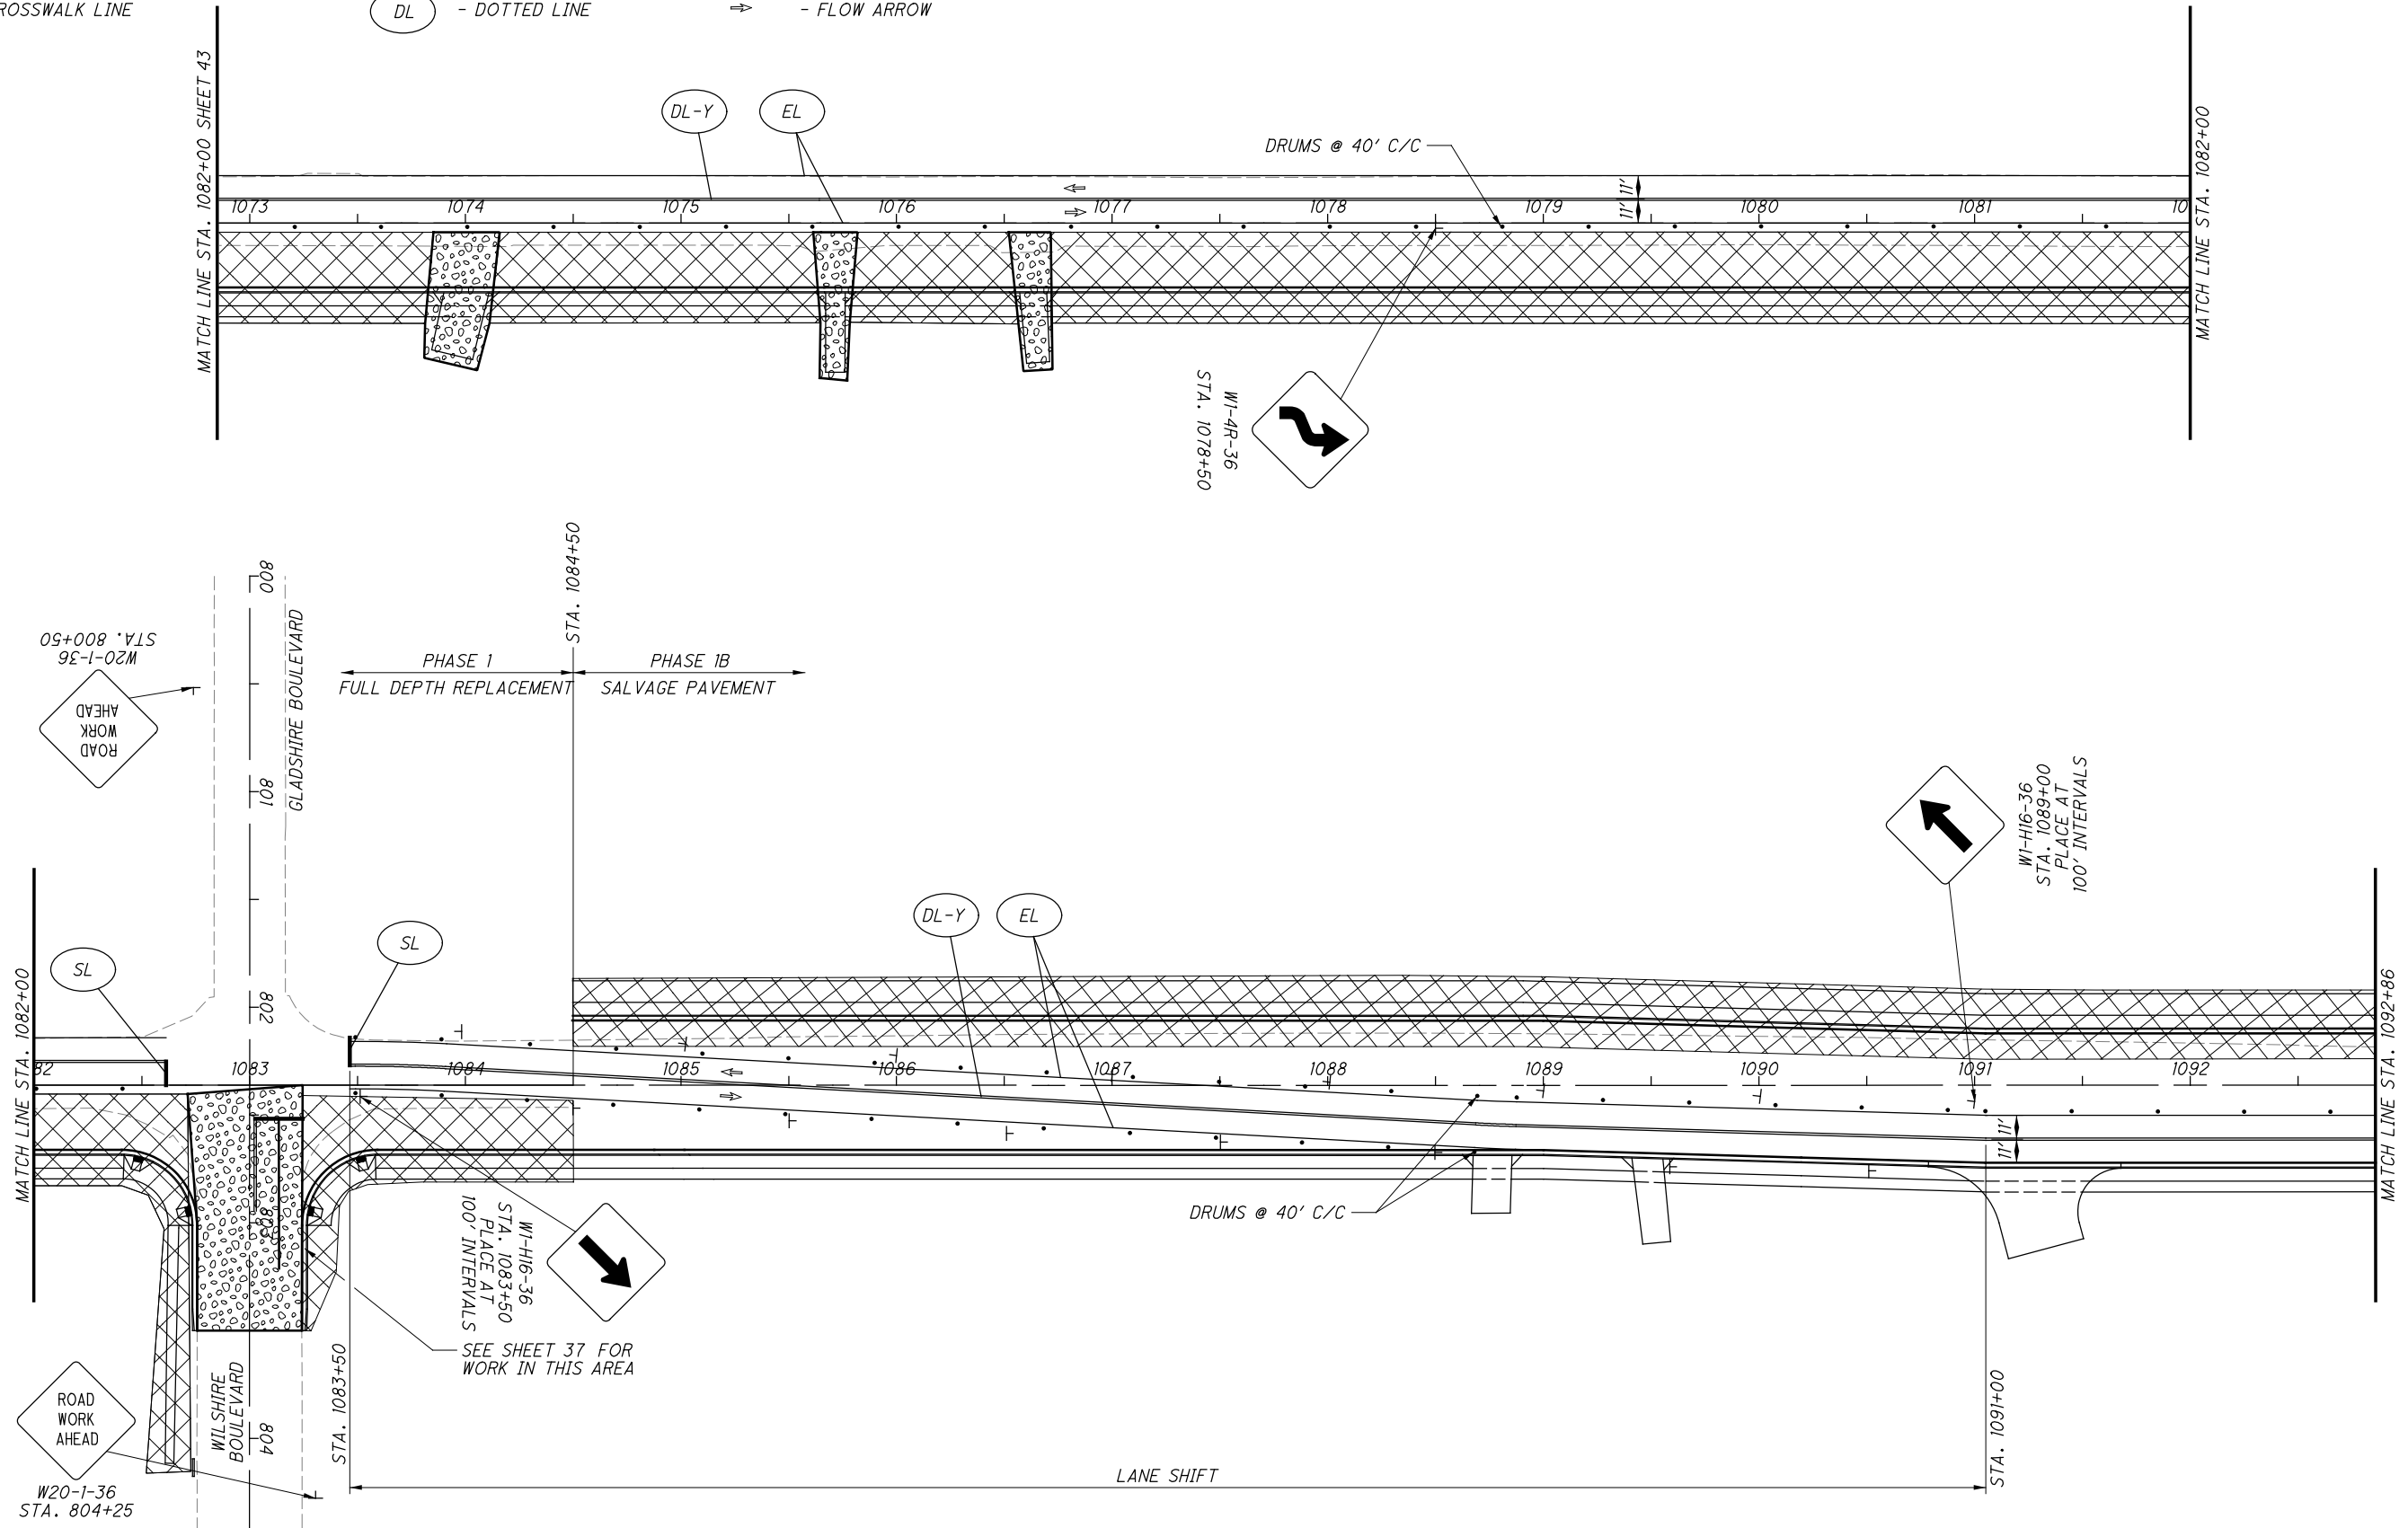 ROSSWALK LINE
DL
- DOTTED LINE
- FLOW ARROW
MATCH LINE STA. 1082+00 SHEET 43
DL-Y
EL
DRUMS @ 40' C/C
MATCH LINE STA. 1082+00
11'
11'
1073
1074
1075
1076
1077
1078
1079
1080
1081
10
W1-4R-36
STA. 1078+50
STA. 1084+50
800
GLADSHIRE BOULEVARD
W20-1-36
STA. 800+50
ROAD
WORK
AHEAD
PHASE 1
FULL DEPTH REPLACEMENT
PHASE 1B
SALVAGE PAVEMENT
801
W1-H16-36
STA. 1089+00
PLACE AT
100' INTERVALS
SL
SL
DL-Y
EL
802
MATCH LINE STA. 1082+00
MATCH LINE STA. 1092+86
82
1083
1084
1085
1086
1087
1088
1089
1090
1091
1092
11'
11'
803
DRUMS @ 40' C/C
W1-H16-36
STA. 1083+50
PLACE AT
100' INTERVALS
SEE SHEET 37 FOR
WORK IN THIS AREA
STA. 1083+50
WILSHIRE
BOULEVARD
804
ROAD
WORK
AHEAD
W20-1-36
STA. 804+25
LANE SHIFT
STA. 1091+00